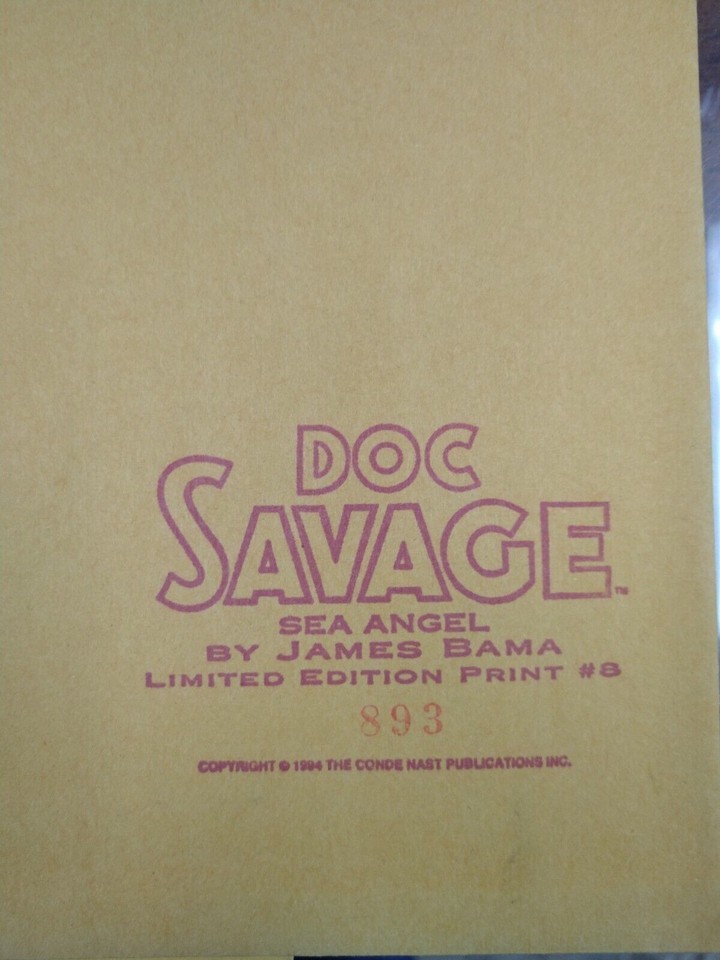 DOC
SAVAGE™
SEA ANGEL
BY JAMES BAMA
LIMITED EDITION PRINT #8
893
COPYRIGHT © 1994 THE CONDE NAST PUBLICATIONS INC.